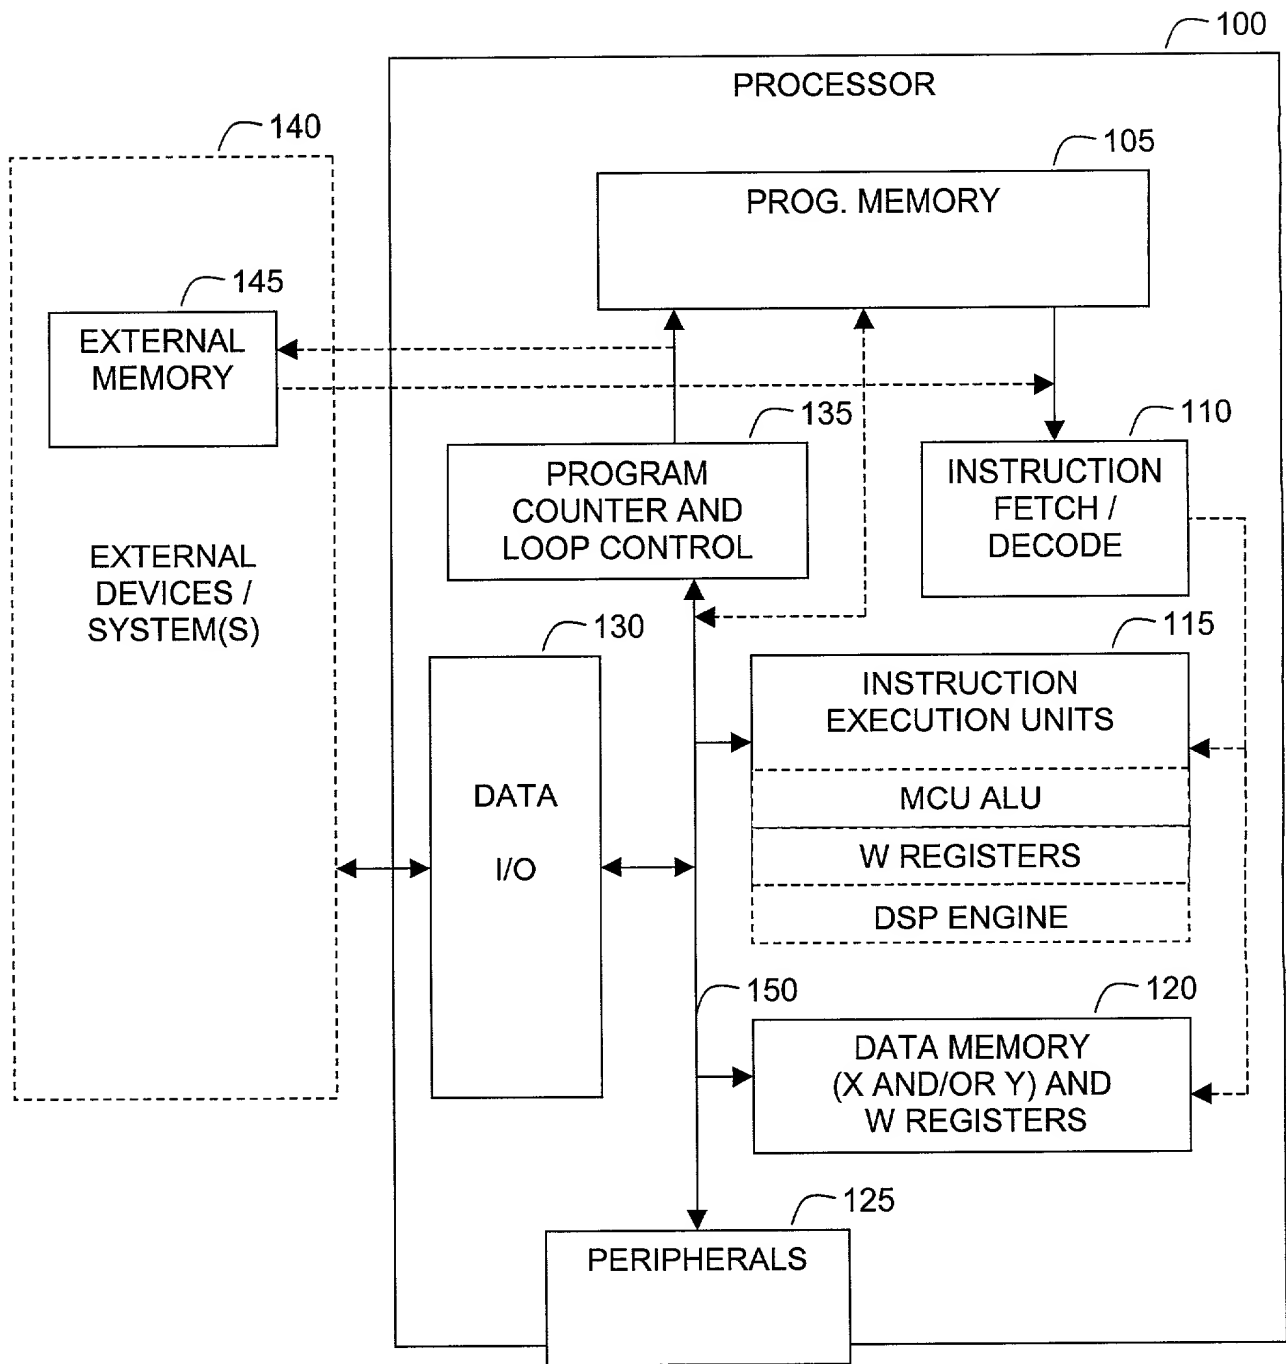 100
PROCESSOR
140
105
PROG. MEMORY
145
EXTERNAL
MEMORY
135
110
PROGRAM
COUNTER AND
LOOP CONTROL
INSTRUCTION
FETCH /
DECODE
EXTERNAL
DEVICES /
SYSTEM(S)
130
115
INSTRUCTION
EXECUTION UNITS
DATA
I/O
MCU ALU
W REGISTERS
DSP ENGINE
150
120
DATA MEMORY
(X AND/OR Y) AND
W REGISTERS
125
PERIPHERALS